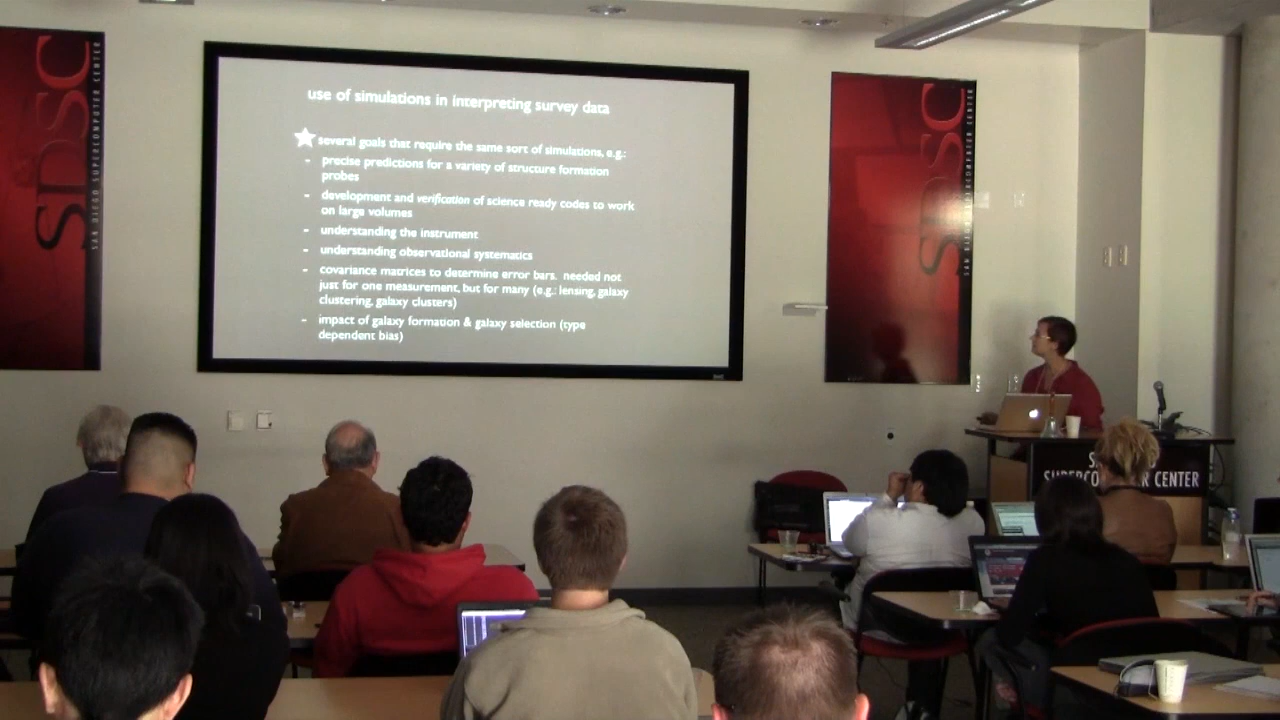 SDSC
SAN DIEGO SUPERCOMPUTER CENTER
use of simulations in interpreting survey data
several goals that require the same sort of simulations, e.g.:
- precise predictions for a variety of structure formation
probes
- development and verification of science ready codes to work
on large volumes
- understanding the instrument
- understanding observational systematics
- covariance matrices to determine error bars. needed not
just for one measurement, but for many (e.g.: lensing, galaxy
clustering, galaxy clusters)
- impact of galaxy formation & galaxy selection (type
dependent bias)
SDSC
SAN DIEGO SUPERCOMPUTER CENTER
CENTER